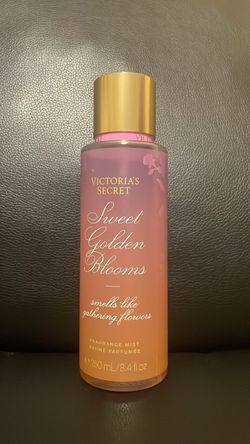 VICTORIA'S
SECRET
Sweet
Golden
Blooms
smells like
gathering flowers
FRAGRANCE MIST
BRUME PARFUMÉE
250 mL/8.4 fl oz